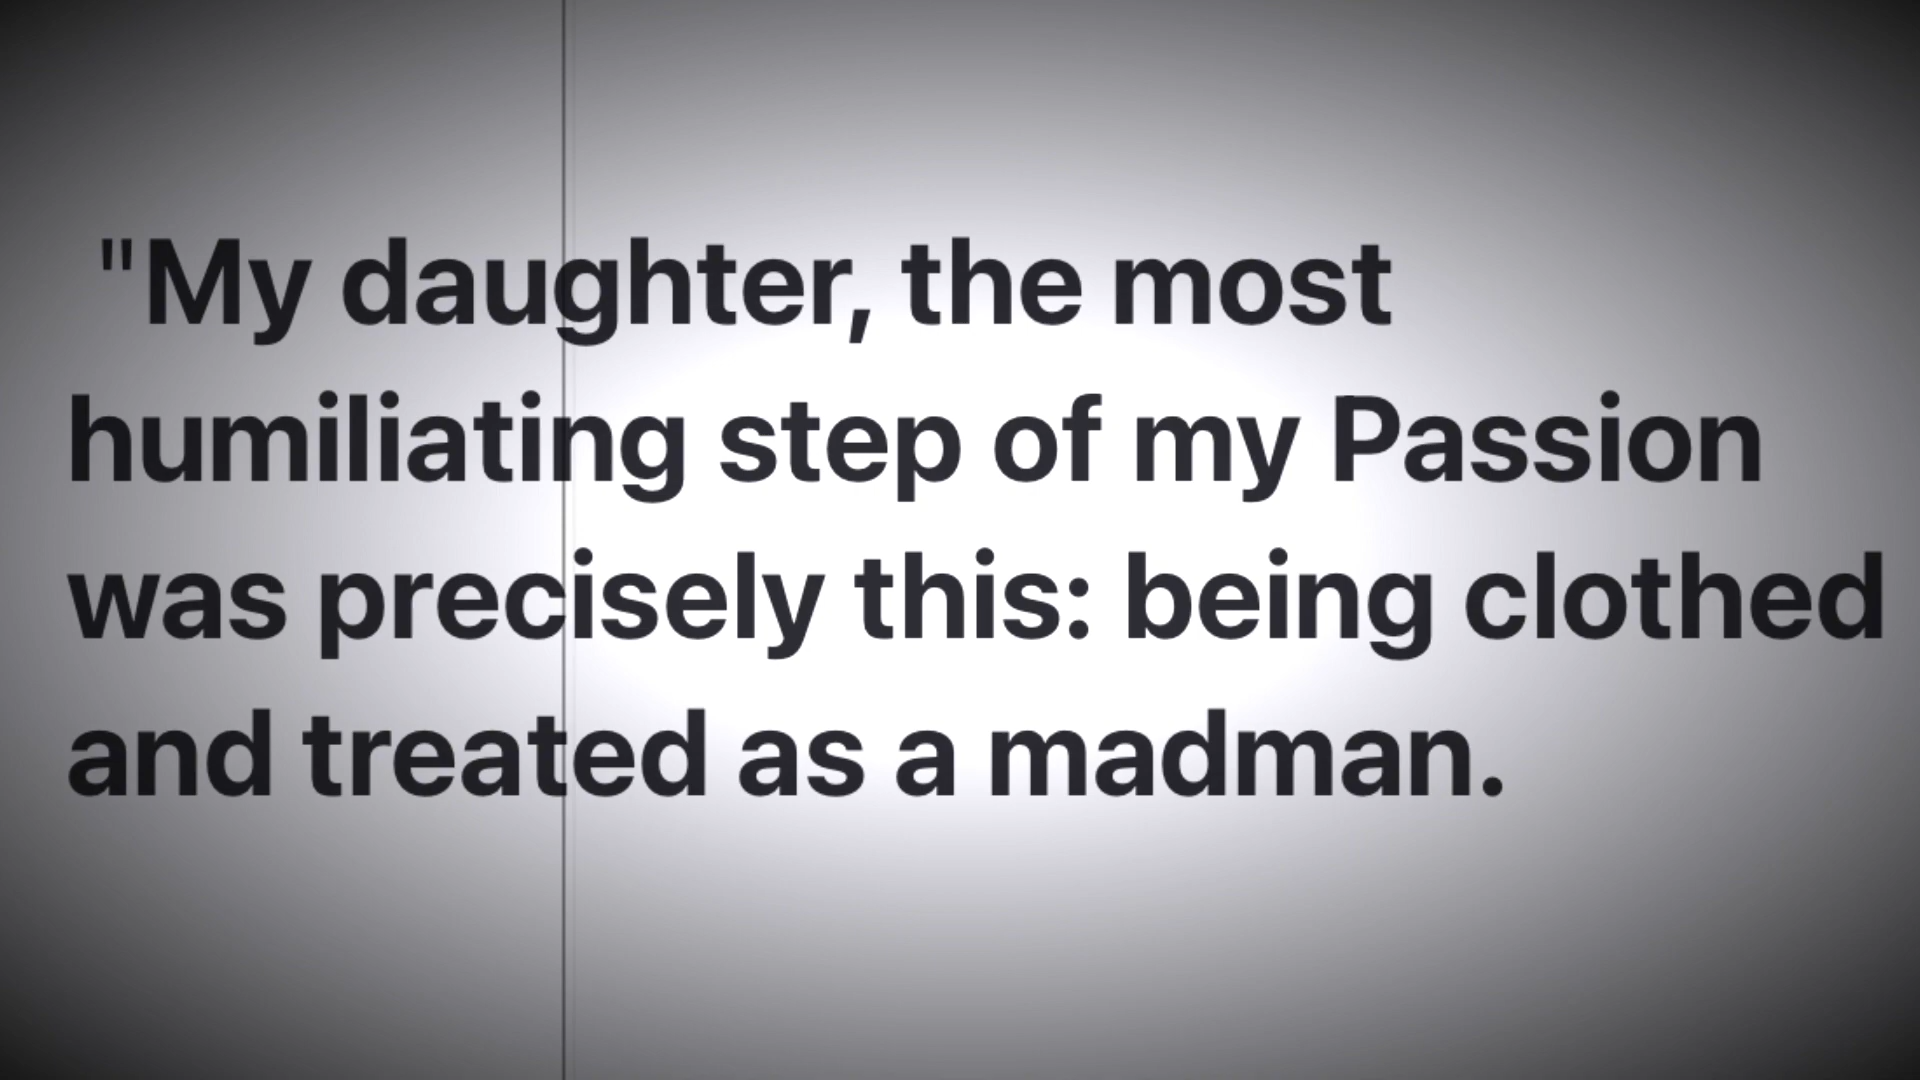 "My daughter, the most
humiliating step of my Passion
was precisely this: being clothed
and treated as a madman.